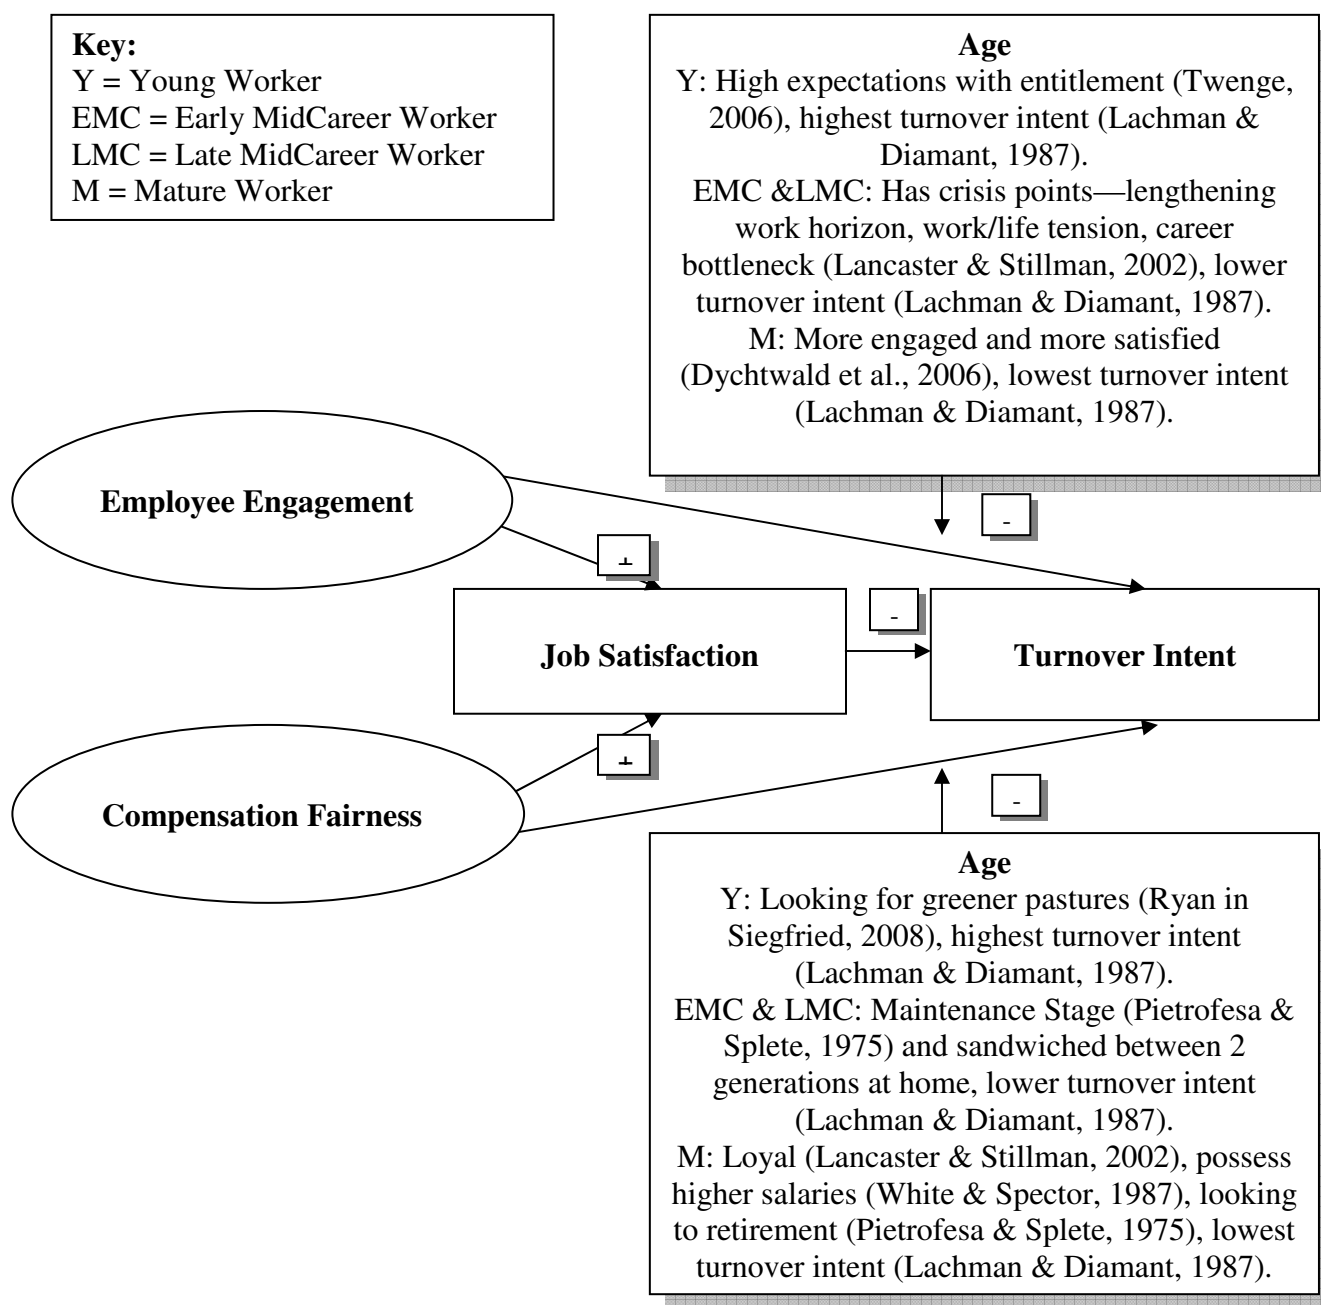 Key:
Y = Young Worker
EMC = Early MidCareer Worker
LMC = Late MidCareer Worker
M = Mature Worker
Age
Y: High expectations with entitlement (Twenge,
2006), highest turnover intent (Lachman &
Diamant, 1987).
EMC &LMC: Has crisis points—lengthening
work horizon, work/life tension, career
bottleneck (Lancaster & Stillman, 2002), lower
turnover intent (Lachman & Diamant, 1987).
M: More engaged and more satisfied
(Dychtwald et al., 2006), lowest turnover intent
(Lachman & Diamant, 1987).
Employee Engagement
-
+
-
Job Satisfaction
Turnover Intent
+
-
Compensation Fairness
Age
Y: Looking for greener pastures (Ryan in
Siegfried, 2008), highest turnover intent
(Lachman & Diamant, 1987).
EMC & LMC: Maintenance Stage (Pietrofesa &
Splete, 1975) and sandwiched between 2
generations at home, lower turnover intent
(Lachman & Diamant, 1987).
M: Loyal (Lancaster & Stillman, 2002), possess
higher salaries (White & Spector, 1987), looking
to retirement (Pietrofesa & Splete, 1975), lowest
turnover intent (Lachman & Diamant, 1987).